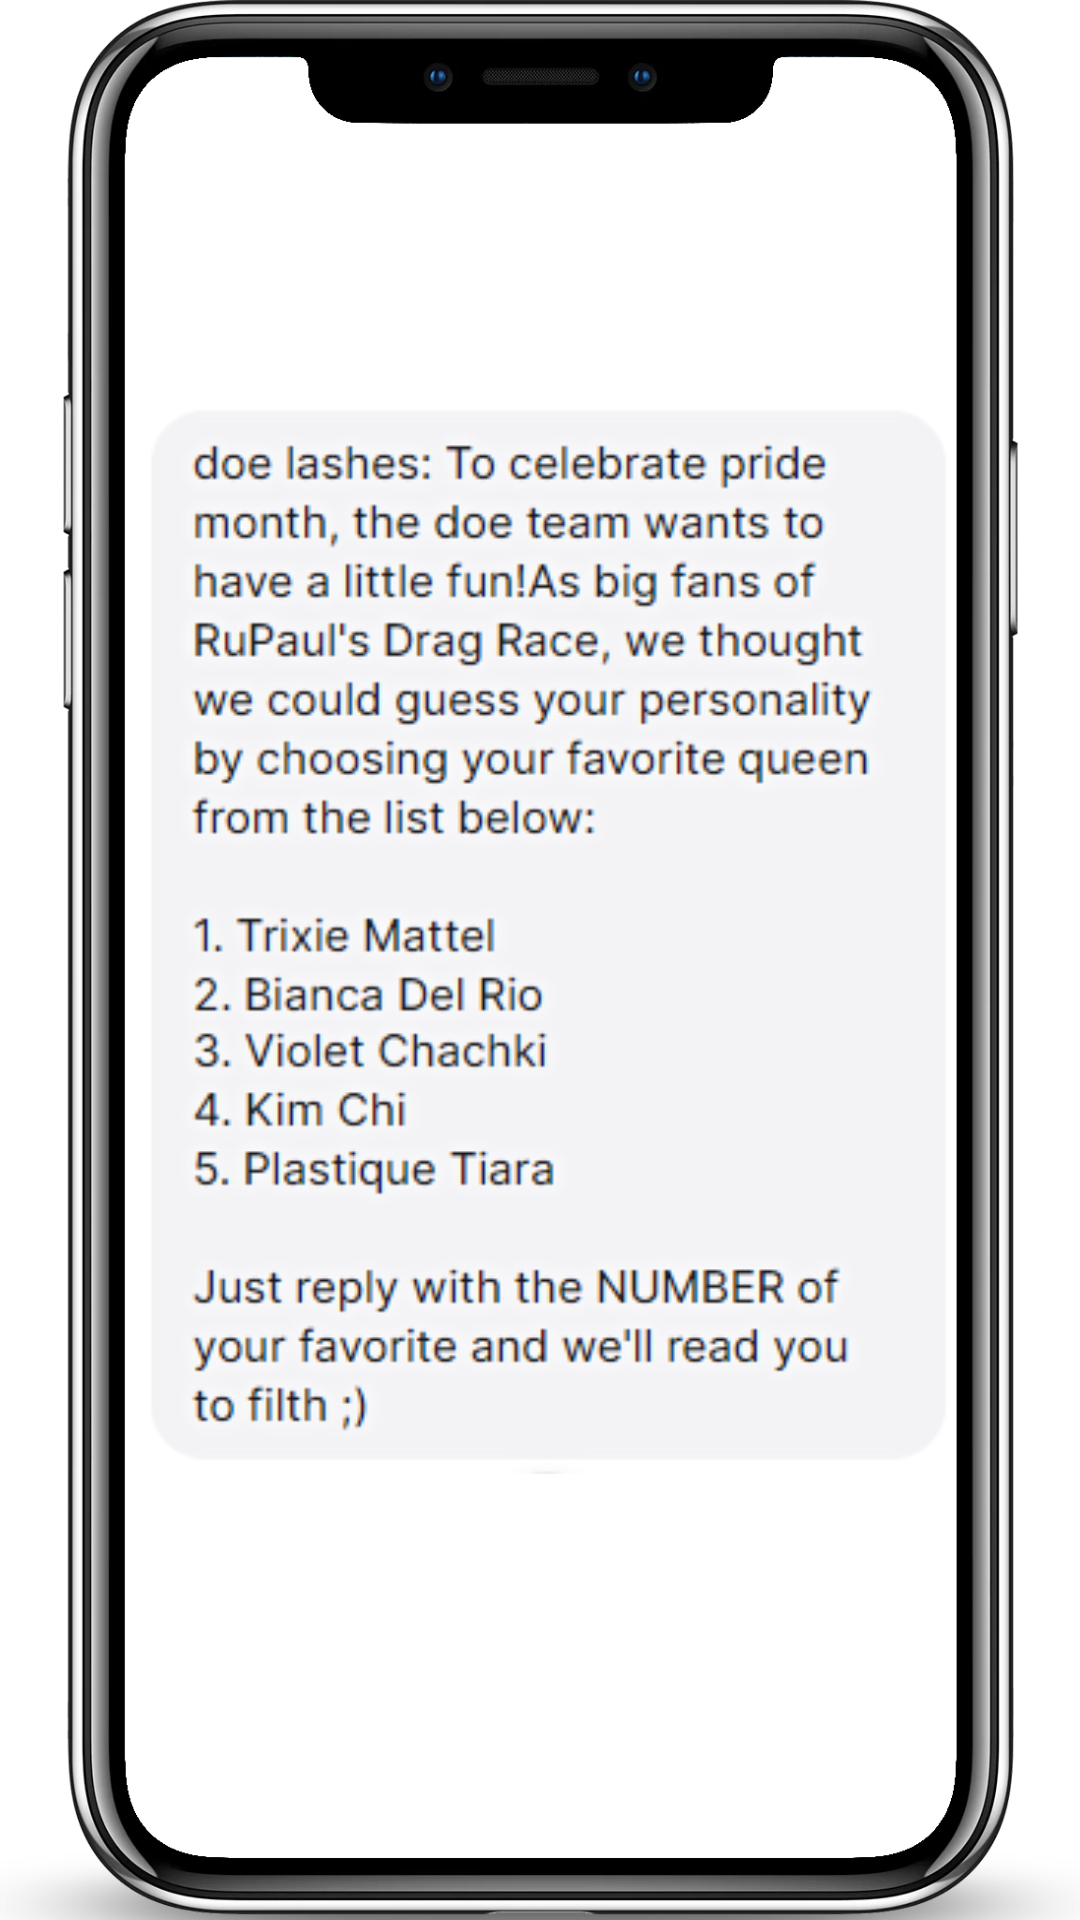 doe lashes: To celebrate pride
month, the doe team wants to
have a little fun!As big fans of
RuPaul's Drag Race, we thought
we could guess your personality
by choosing your favorite queen
from the list below:
1. Trixie Mattel
2. Bianca Del Rio
3. Violet Chachki
4. Kim Chi
5. Plastique Tiara
Just reply with the NUMBER of
your favorite and we'll read you
to filth ;)